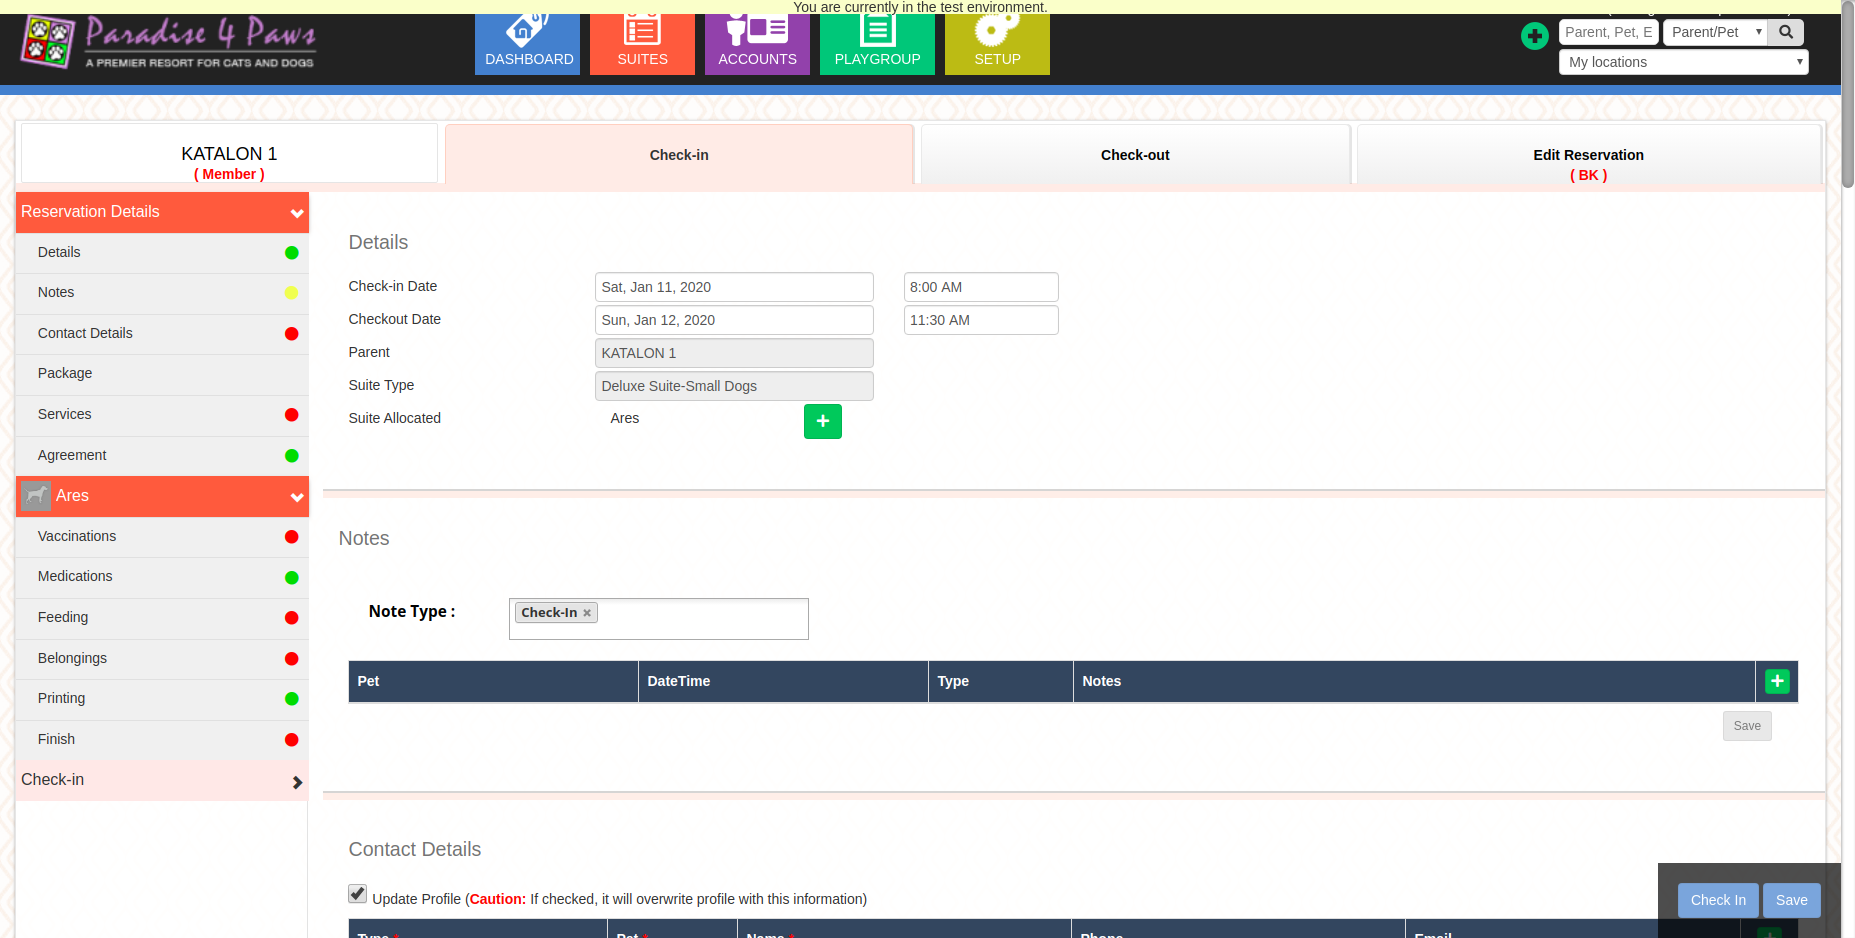 You are currently in the test environment.
Paradise 4 Paws
A PREMIER RESORT FOR CATS AND DOGS
DASHBOARD
SUITES
ACCOUNTS
PLAYGROUP
SETUP
Parent, Pet, E
Parent/Pet
My locations
KATALON 1
( Member )
Check-in
Check-out
Edit Reservation
( BK )
Reservation Details
Details
Notes
Contact Details
Package
Services
Agreement
Ares
Vaccinations
Medications
Feeding
Belongings
Printing
Finish
Check-in
Details
Check-in Date Sat, Jan 11, 2020 8:00 AM
Checkout Date Sun, Jan 12, 2020 11:30 AM
Parent KATALON 1
Suite Type Deluxe Suite-Small Dogs
Suite Allocated Ares
Notes
Note Type : Check-In
Pet DateTime Type Notes
Save
Contact Details
Update Profile (Caution: If checked, it will overwrite profile with this information)
Type * Pet * Name * Phone Email
Check In Save